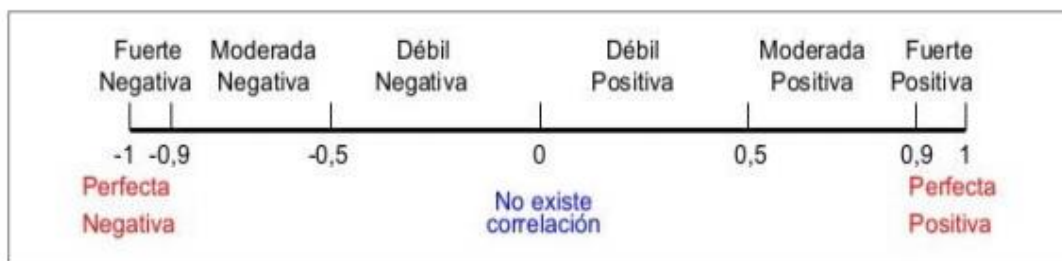 Fuerte Moderada Débil Débil Moderada Fuerte
Negativa Negativa Negativa Positiva Positiva Positiva
-1 -0,9 -0,5 0 0,5 0,9 1
Perfecta Perfecta
Negativa No existe Positiva
correlación